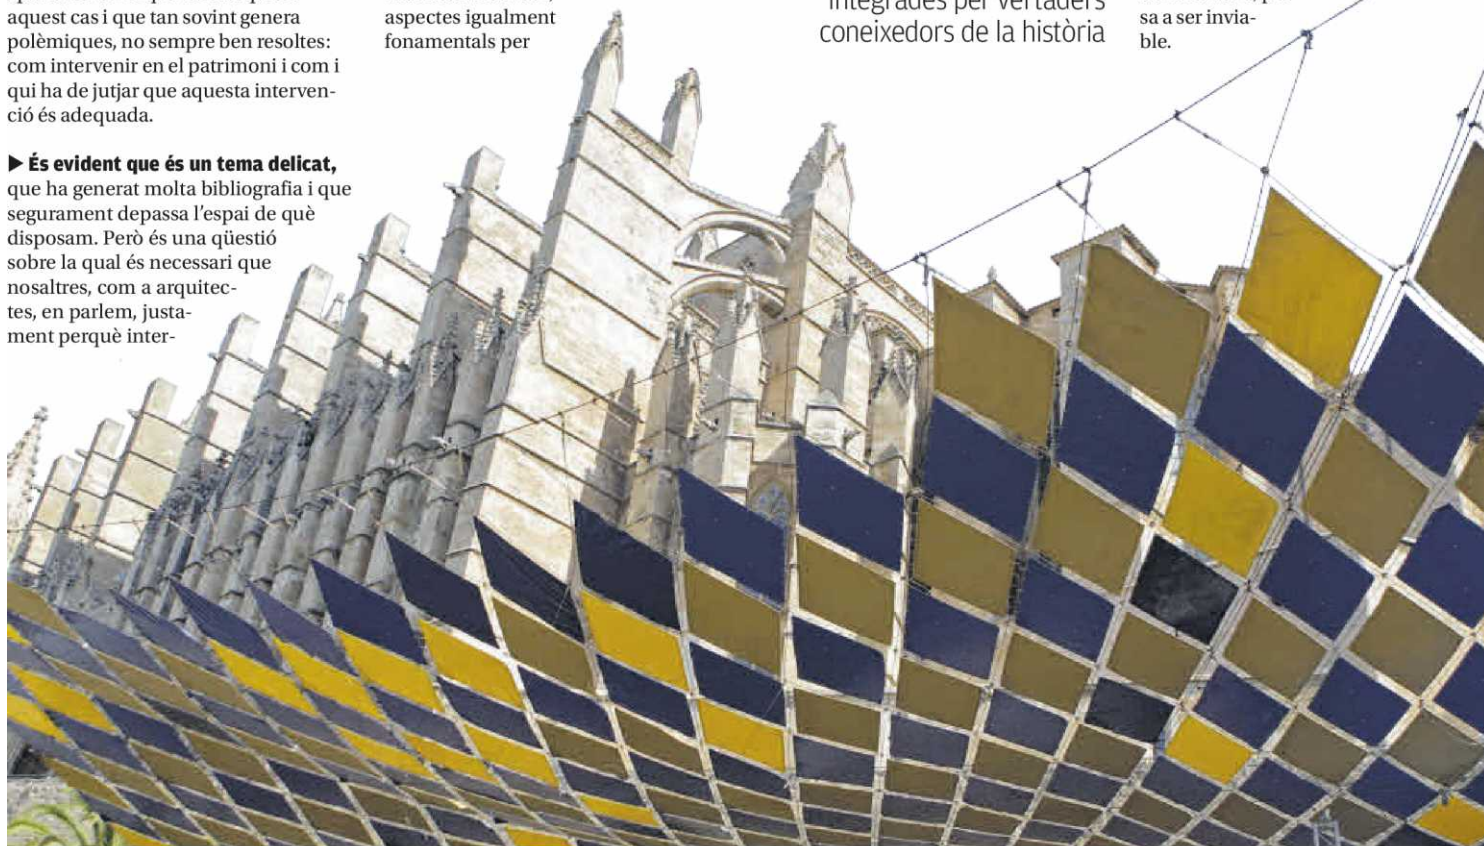 aquest cas i que tan sovint genera
polèmiques, no sempre ben resoltes:
com intervenir en el patrimoni i com i
qui ha de jutjar que aquesta interven-
ció és adequada.
▶ És evident que és un tema delicat,
que ha generat molta bibliografia i que
segurament depassa l'espai de què
disposam. Però és una qüestió
sobre la qual és necessari que
nosaltres, com a arquitec-
tes, en parlem, justa-
ment perquè inter-
aspectes igualment
fonamentals per
integrades per vertaders
coneixedors de la història
sa a ser invia-
ble.